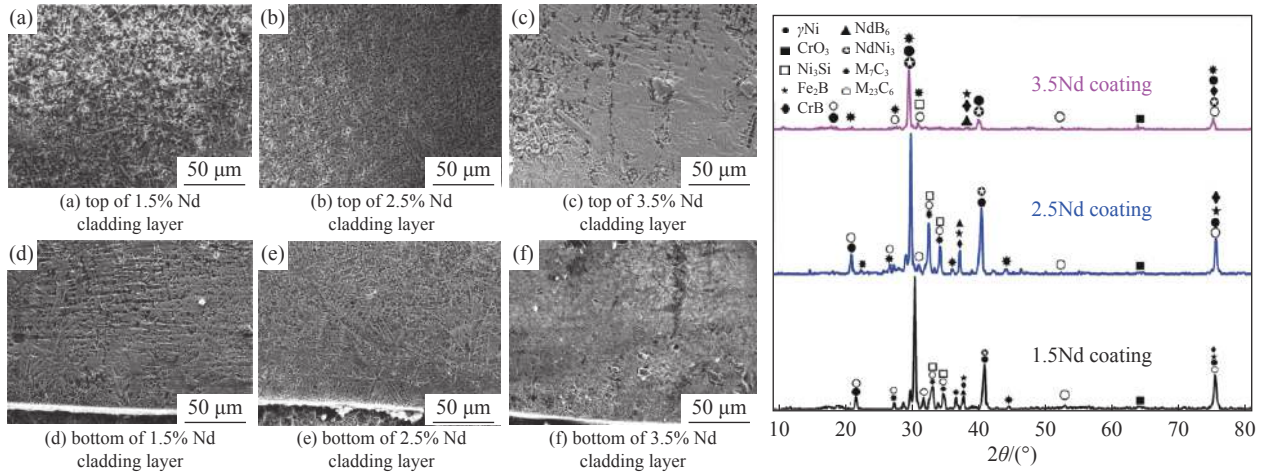 (a)
50 μm
(a) top of 1.5% Nd
cladding layer
(b)
50 μm
(b) top of 2.5% Nd
cladding layer
(c)
50 μm
(c) top of 3.5% Nd
cladding layer
(d)
50 μm
(d) bottom of 1.5% Nd
cladding layer
(e)
50 μm
(e) bottom of 2.5% Nd
cladding layer
(f)
50 μm
(f) bottom of 3.5% Nd
cladding layer
γNi
CrO₃
Ni₃Si
Fe₂B
CrB
NdB₆
NdNi₃
M₇C₃
M₂₃C₆
3.5Nd coating
2.5Nd coating
1.5Nd coating
10 20 30 40 50 60 70 80
2θ/(°)